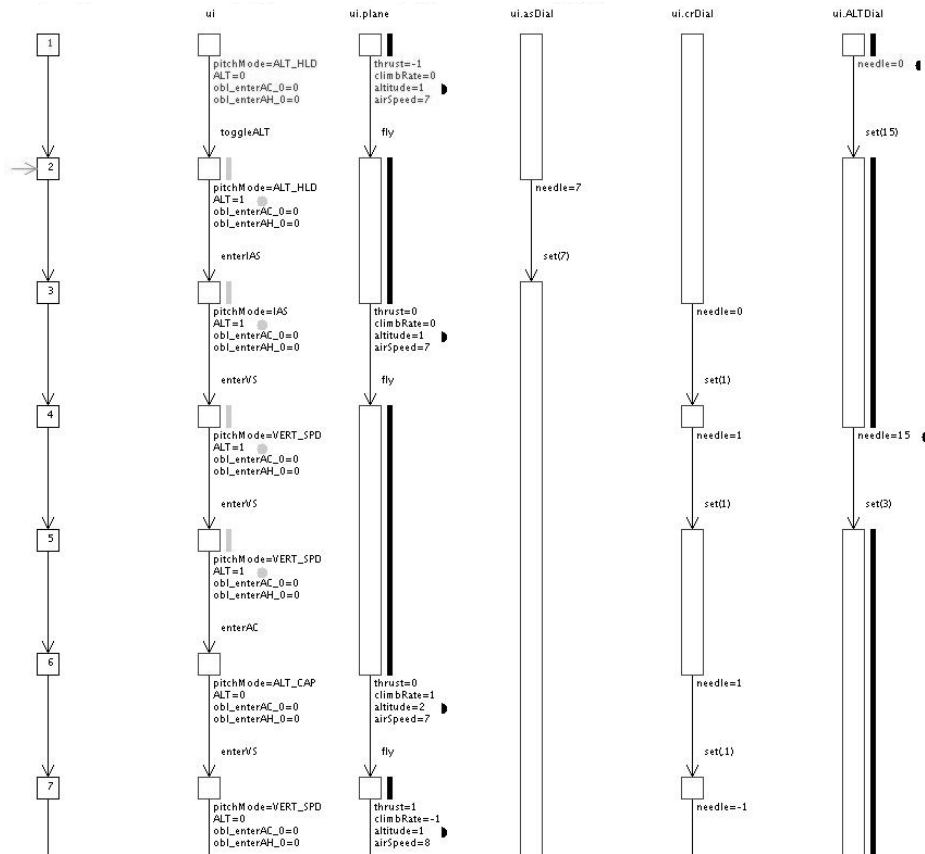 ui
ui.plane
ui.asDial
ui.crDial
ui.ALTDial
1
pitchMode=ALT_HLD
ALT=0
obl_enterAC_0=0
obl_enterAH_0=0
thrust=-1
climbRate=0
altitude=1
airSpeed=7
needle=0
toggleALT
fly
set(15)
2
pitchMode=ALT_HLD
ALT=1
obl_enterAC_0=0
obl_enterAH_0=0
needle=7
enterIAS
set(7)
3
pitchMode=IAS
ALT=1
obl_enterAC_0=0
obl_enterAH_0=0
thrust=0
climbRate=0
altitude=1
airSpeed=7
needle=0
enterVS
fly
set(1)
4
pitchMode=VERT_SPD
ALT=1
obl_enterAC_0=0
obl_enterAH_0=0
needle=1
needle=15
enterVS
set(1)
set(3)
5
pitchMode=VERT_SPD
ALT=1
obl_enterAC_0=0
obl_enterAH_0=0
enterAC
6
pitchMode=ALT_CAP
ALT=0
obl_enterAC_0=0
obl_enterAH_0=0
thrust=0
climbRate=1
altitude=2
airSpeed=7
needle=1
enterVS
fly
set(,1)
7
pitchMode=VERT_SPD
ALT=0
obl_enterAC_0=0
obl_enterAH_0=0
thrust=1
climbRate=-1
altitude=1
airSpeed=8
needle=-1